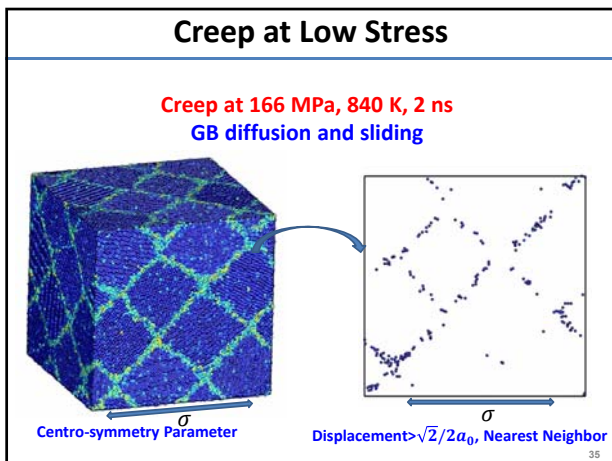 Creep at Low Stress
Creep at 166 MPa, 840 K, 2 ns
GB diffusion and sliding
σ
σ
Centro-symmetry Parameter
Displacement>√2/2a₀, Nearest Neighbor
35